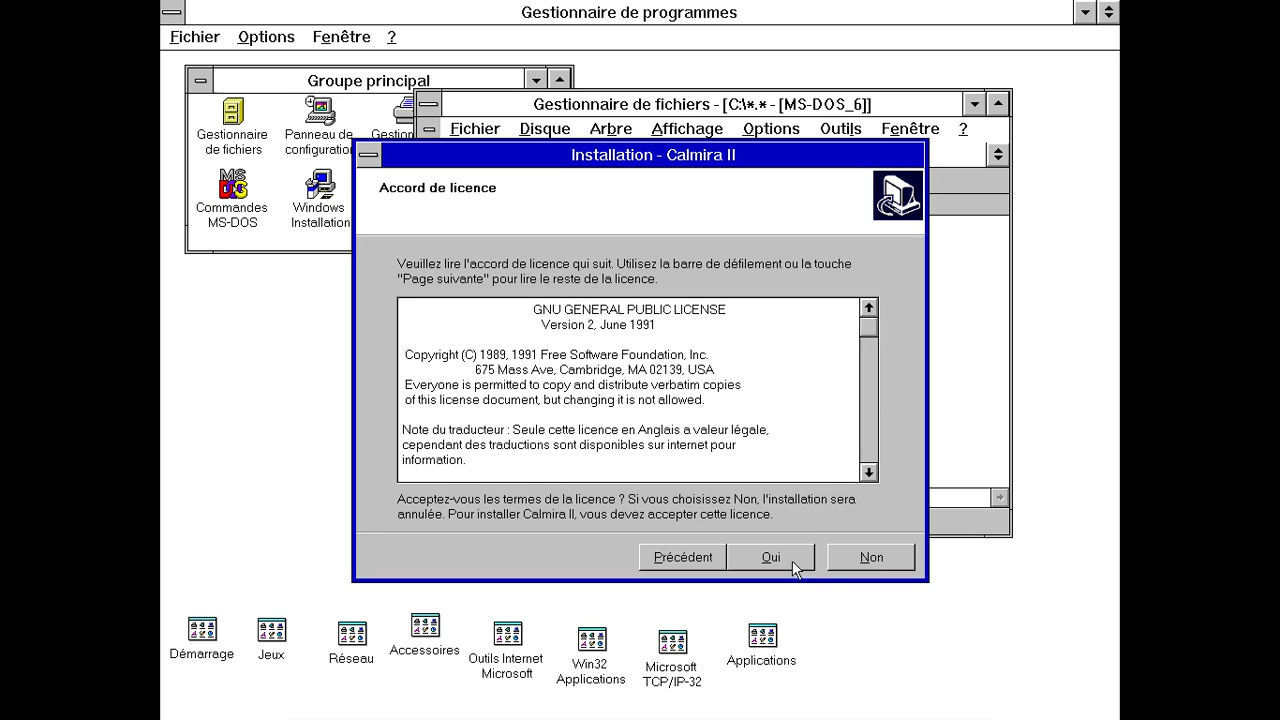 Gestionnaire de programmes
Fichier Options Fenêtre ?
Groupe principal
Gestionnaire
de fichiers
Panneau de
configuration
Gestion
MS
DOS
Commandes
MS-DOS
Windows
Installation
Gestionnaire de fichiers - [C:\*.* - [MS-DOS_6]]
Fichier Disque Arbre Affichage Options Outils Fenêtre ?
Installation - Calmira II
Accord de licence
Veuillez lire l'accord de licence qui suit. Utilisez la barre de défilement ou la touche
"Page suivante" pour lire le reste de la licence.
GNU GENERAL PUBLIC LICENSE
Version 2, June 1991
Copyright (C) 1989, 1991 Free Software Foundation, Inc.
675 Mass Ave, Cambridge, MA 02139, USA
Everyone is permitted to copy and distribute verbatim copies
of this license document, but changing it is not allowed.
Note du traducteur : Seule cette licence en Anglais a valeur légale,
cependant des traductions sont disponibles sur internet pour
information.
Acceptez-vous les termes de la licence ? Si vous choisissez Non, l'installation sera
annulée. Pour installer Calmira II, vous devez accepter cette licence.
Précédent Oui Non
Démarrage
Jeux
Réseau
Accessoires
Outils Internet
Microsoft
Win32
Applications
Microsoft
TCP/IP-32
Applications